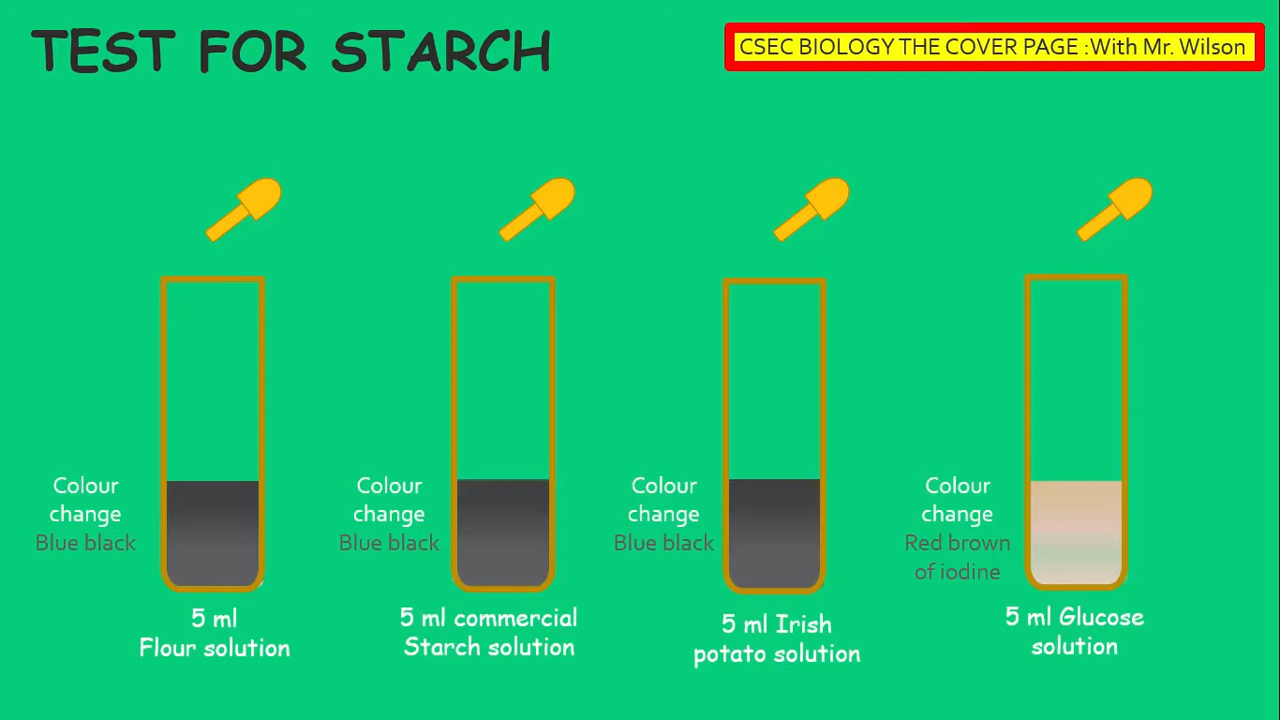 TEST FOR STARCH
CSEC BIOLOGY THE COVER PAGE :With Mr. Wilson
Colour
change
Blue black
5 ml
Flour solution
Colour
change
Blue black
5 ml commercial
Starch solution
Colour
change
Blue black
5 ml Irish
potato solution
Colour
change
Red brown
of iodine
5 ml Glucose
solution